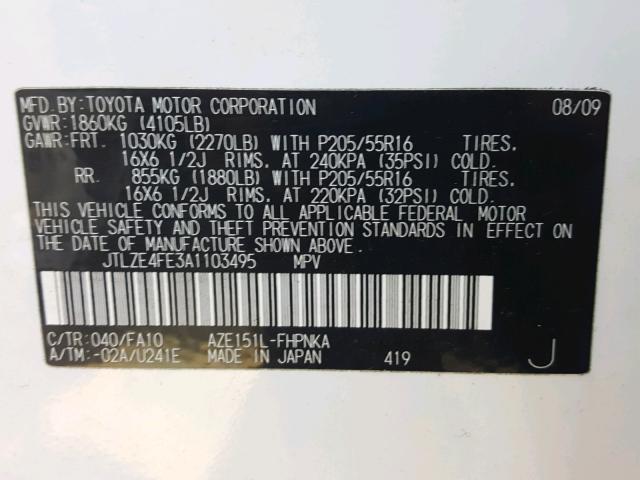 MFD.BY:TOYOTA MOTOR CORPORATION 08/09
GVWR:1860KG (4105LB)
GAWR:FRT. 1030KG (2270LB) WITH P205/55R16 TIRES.
16X6 1/2J RIMS. AT 240KPA (35PSI) COLD.
RR. 855KG (1880LB) WITH P205/55R16 TIRES.
16X6 1/2J RIMS. AT 220KPA (32PSI) COLD.
THIS VEHICLE CONFORMS TO ALL APPLICABLE FEDERAL MOTOR
VEHICLE SAFETY AND THEFT PREVENTION STANDARDS IN EFFECT ON
THE DATE OF MANUFACTURE SHOWN ABOVE.
JTLZE4FE3A1103495 MPV
C/TR:040/FA10 AZE151L-FHPNKA
A/TM:-02A/U241E MADE IN JAPAN 419 J